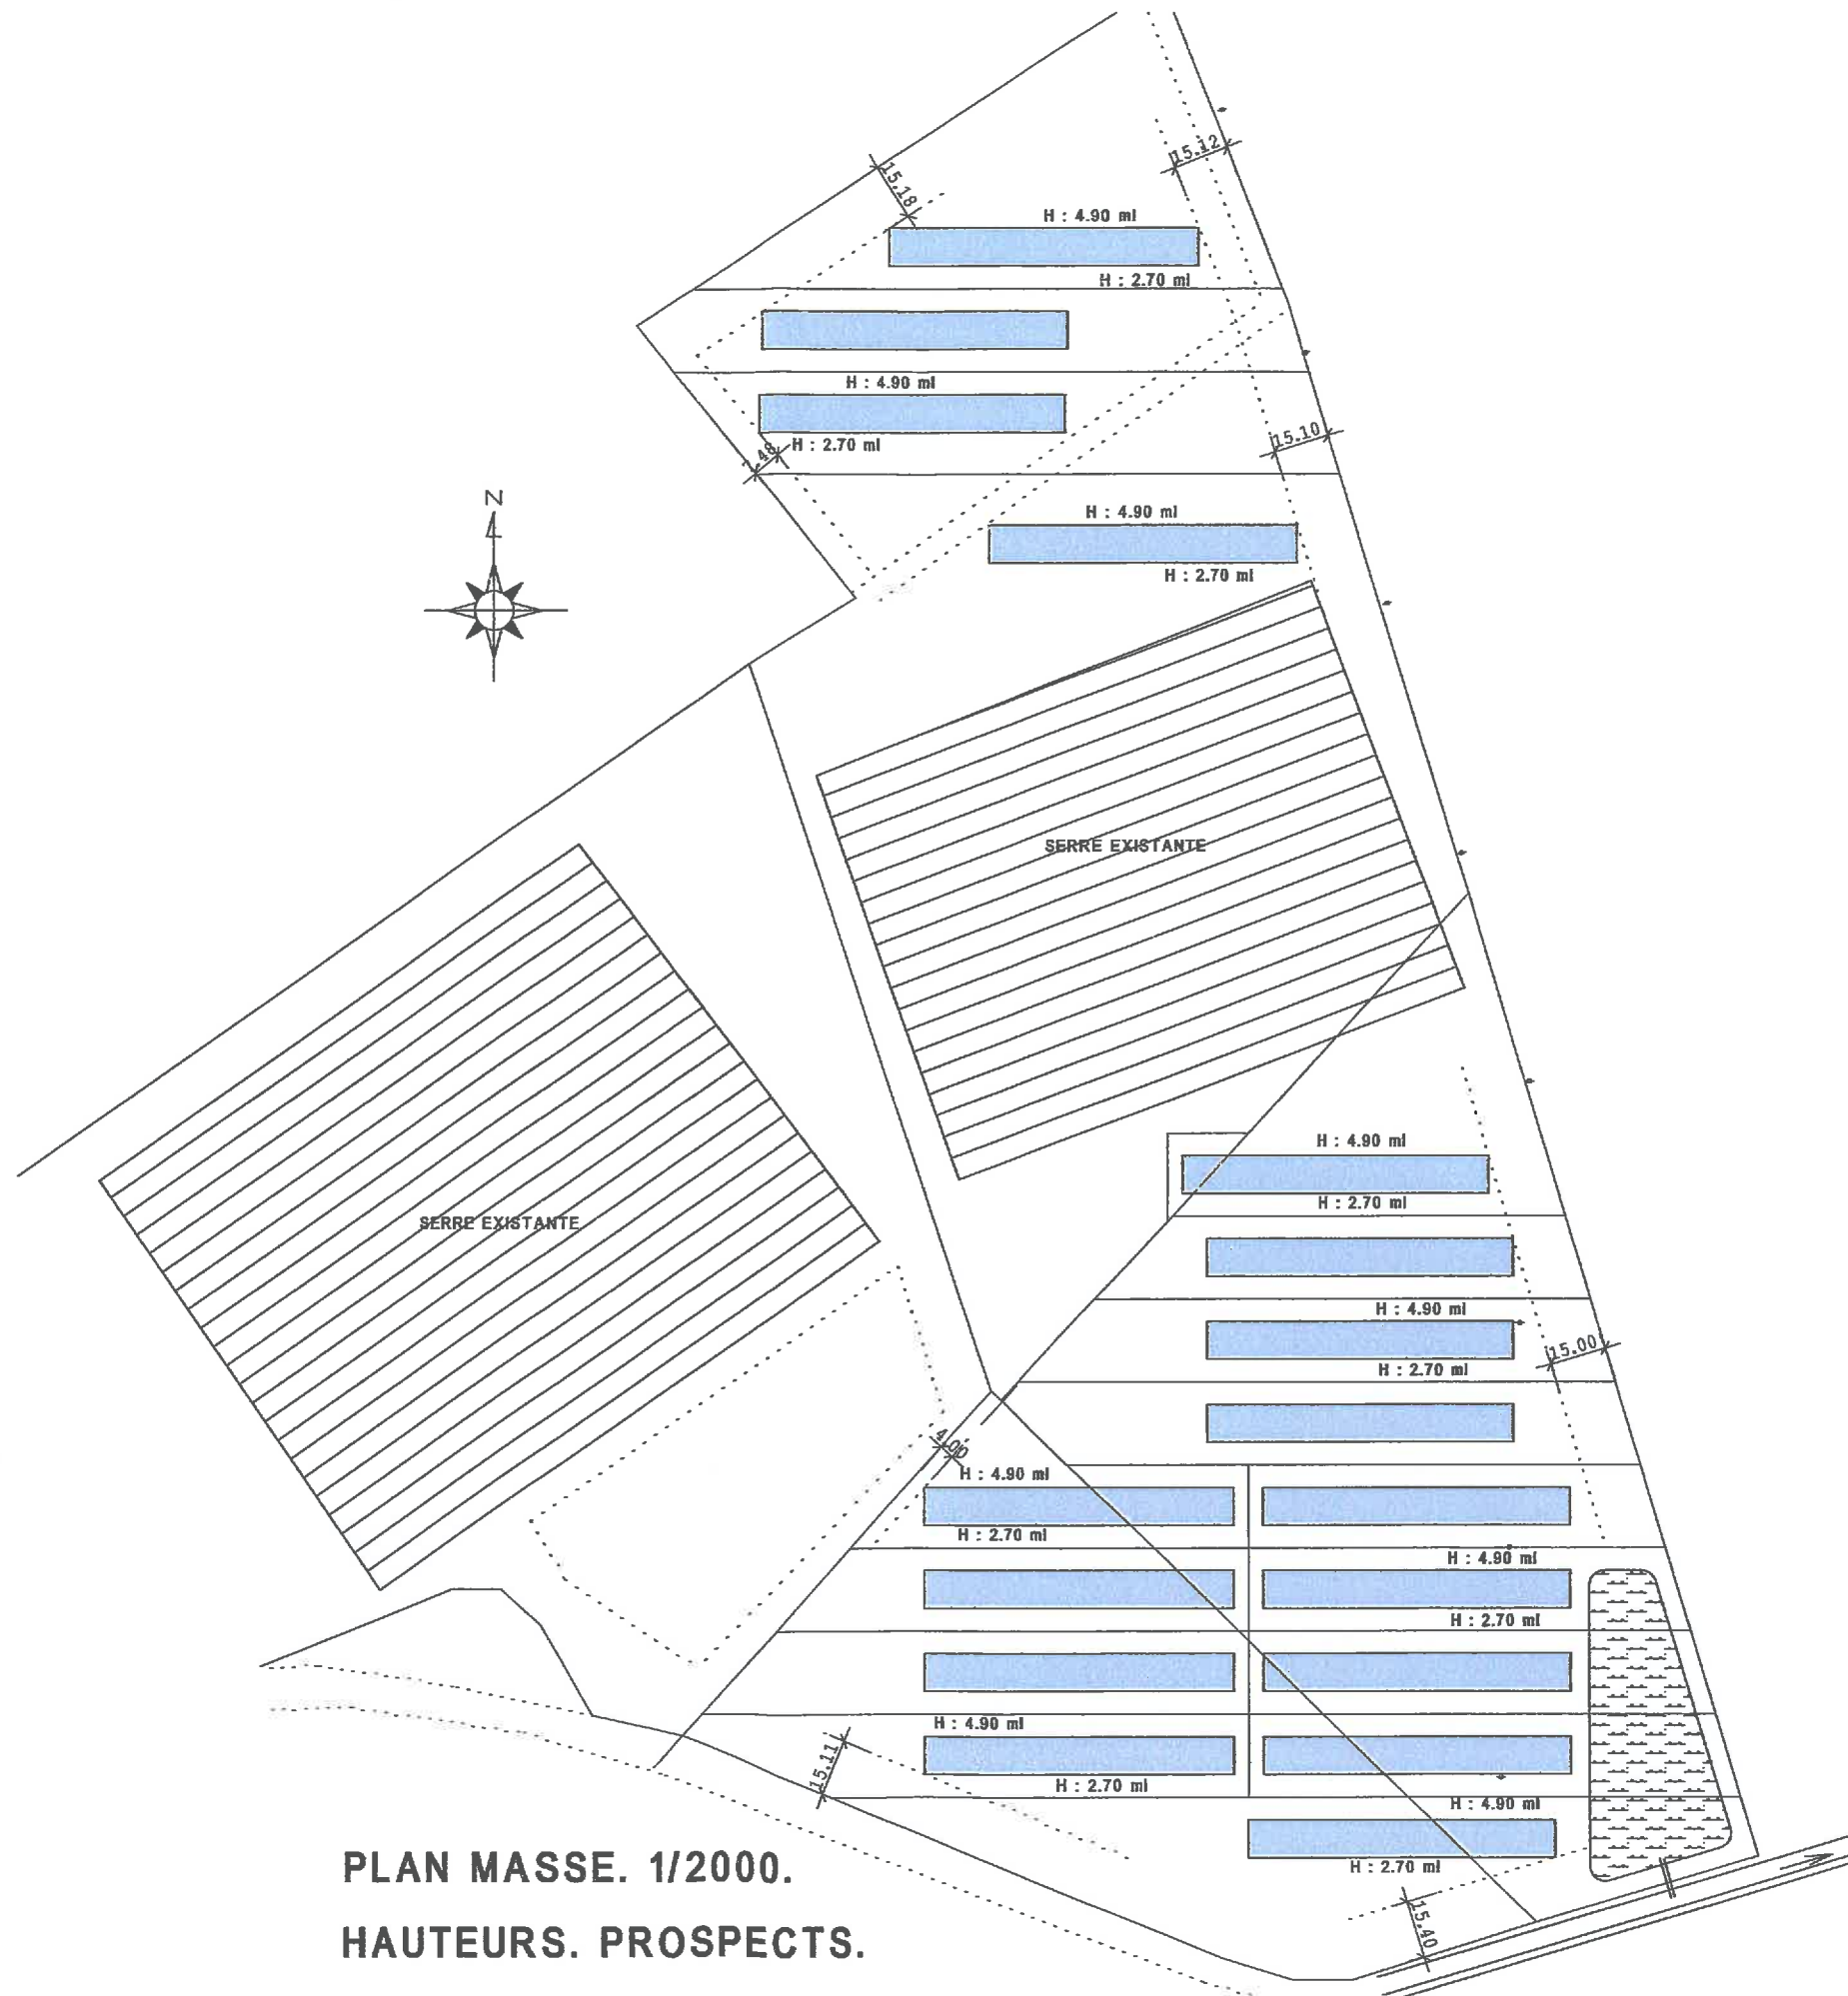 15.12
15.18
H : 4.90 ml
H : 2.70 ml
H : 4.90 ml
15.10
H : 2.70 ml
N
H : 4.90 ml
H : 2.70 ml
SERRE EXISTANTE
H : 4.90 ml
H : 2.70 ml
SERRE EXISTANTE
H : 4.90 ml
15.00
H : 2.70 ml
4.00
H : 4.90 ml
H : 2.70 ml
H : 4.90 ml
H : 2.70 ml
H : 4.90 ml
15.11
H : 2.70 ml
H : 4.90 ml
H : 2.70 ml
15.40
PLAN MASSE. 1/2000.
HAUTEURS. PROSPECTS.